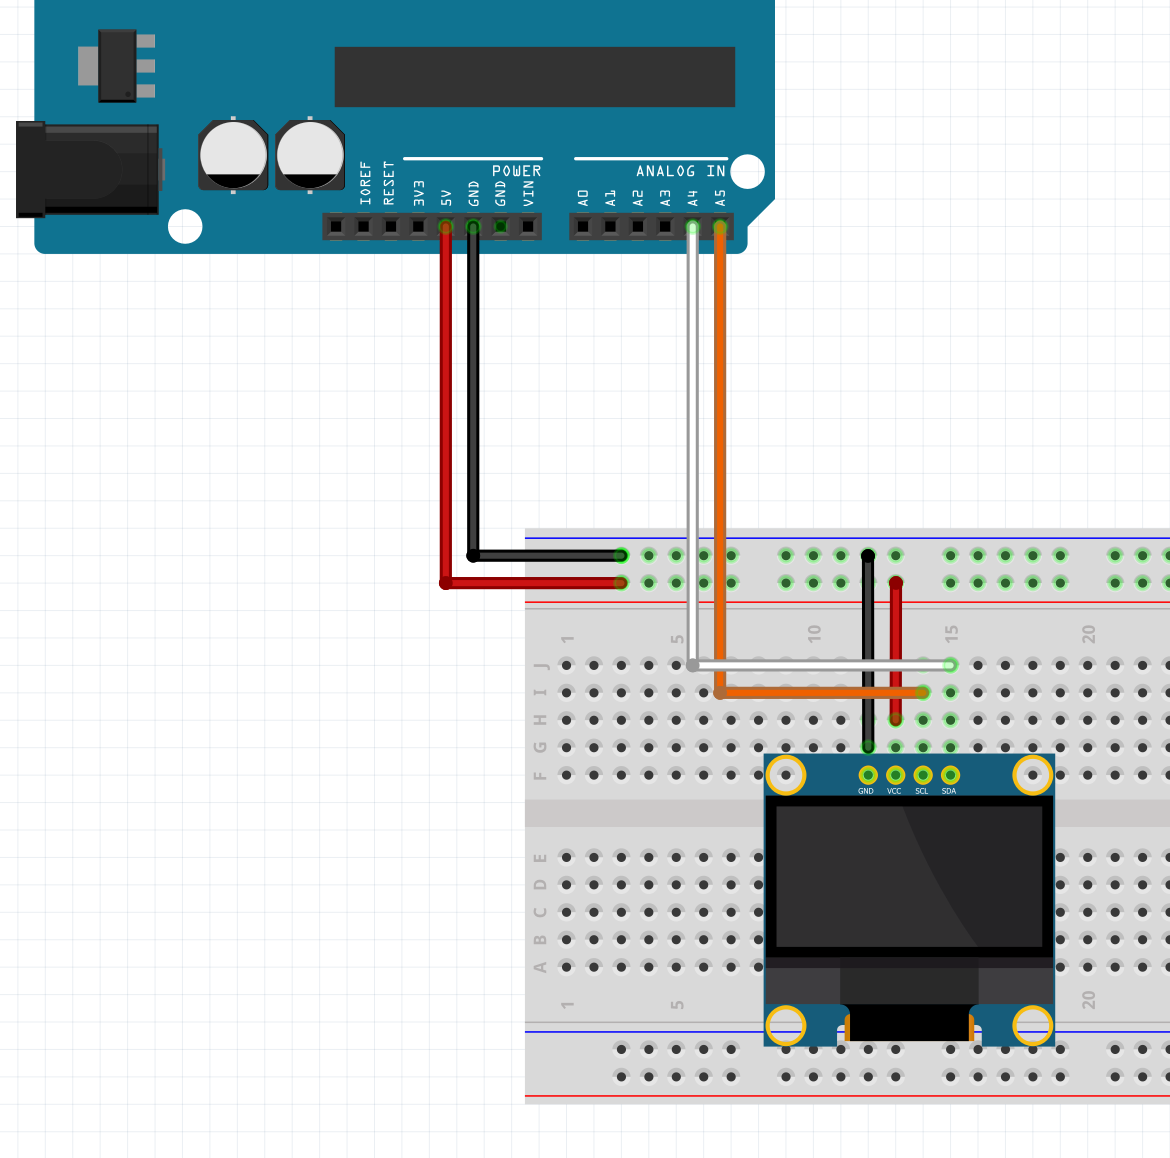 POWER
ANALOG IN
IOREF
RESET
3V3
5V
GND
GND
VIN
A0
A1
A2
A3
A4
A5
1
5
10
15
20
J
I
H
G
F
GND VCC SCL SDA
E
D
C
B
A
1
5
20